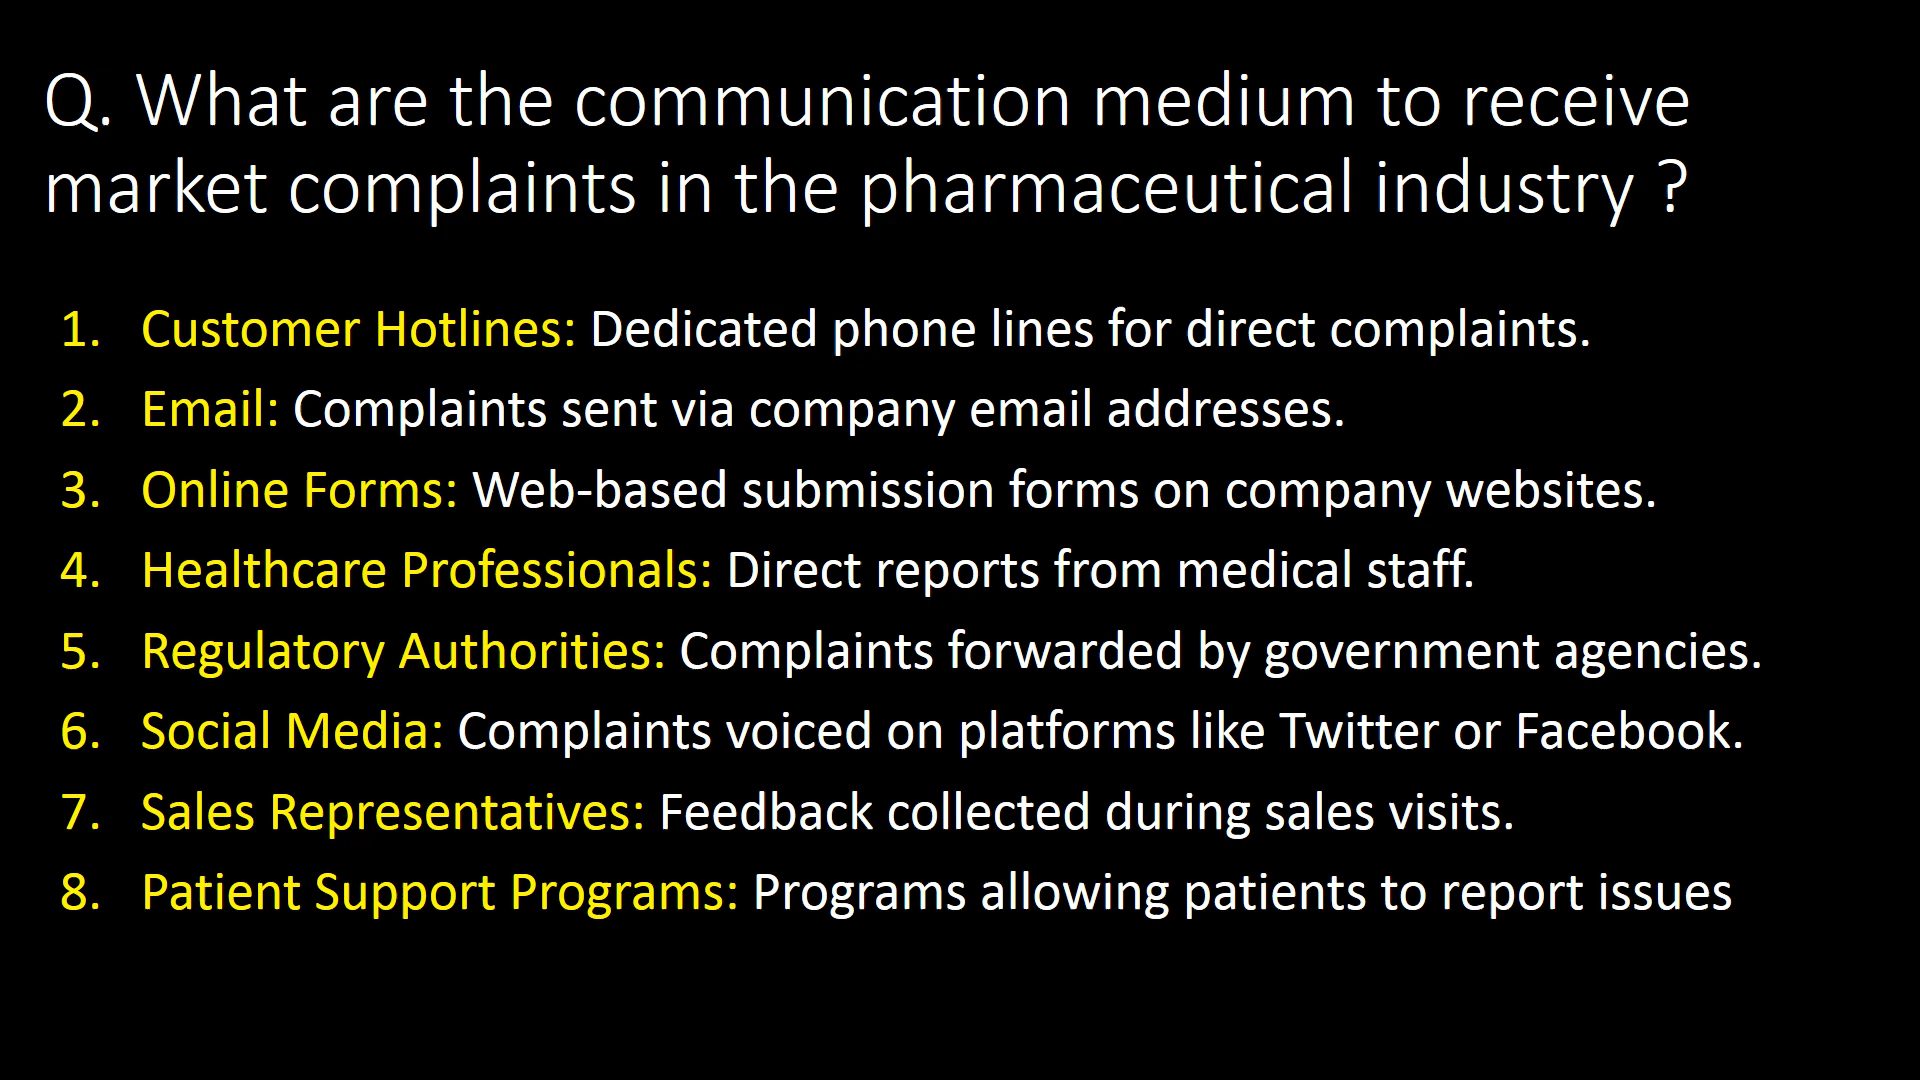 Q. What are the communication medium to receive
market complaints in the pharmaceutical industry ?
1. Customer Hotlines: Dedicated phone lines for direct complaints.
2. Email: Complaints sent via company email addresses.
3. Online Forms: Web-based submission forms on company websites.
4. Healthcare Professionals: Direct reports from medical staff.
5. Regulatory Authorities: Complaints forwarded by government agencies.
6. Social Media: Complaints voiced on platforms like Twitter or Facebook.
7. Sales Representatives: Feedback collected during sales visits.
8. Patient Support Programs: Programs allowing patients to report issues